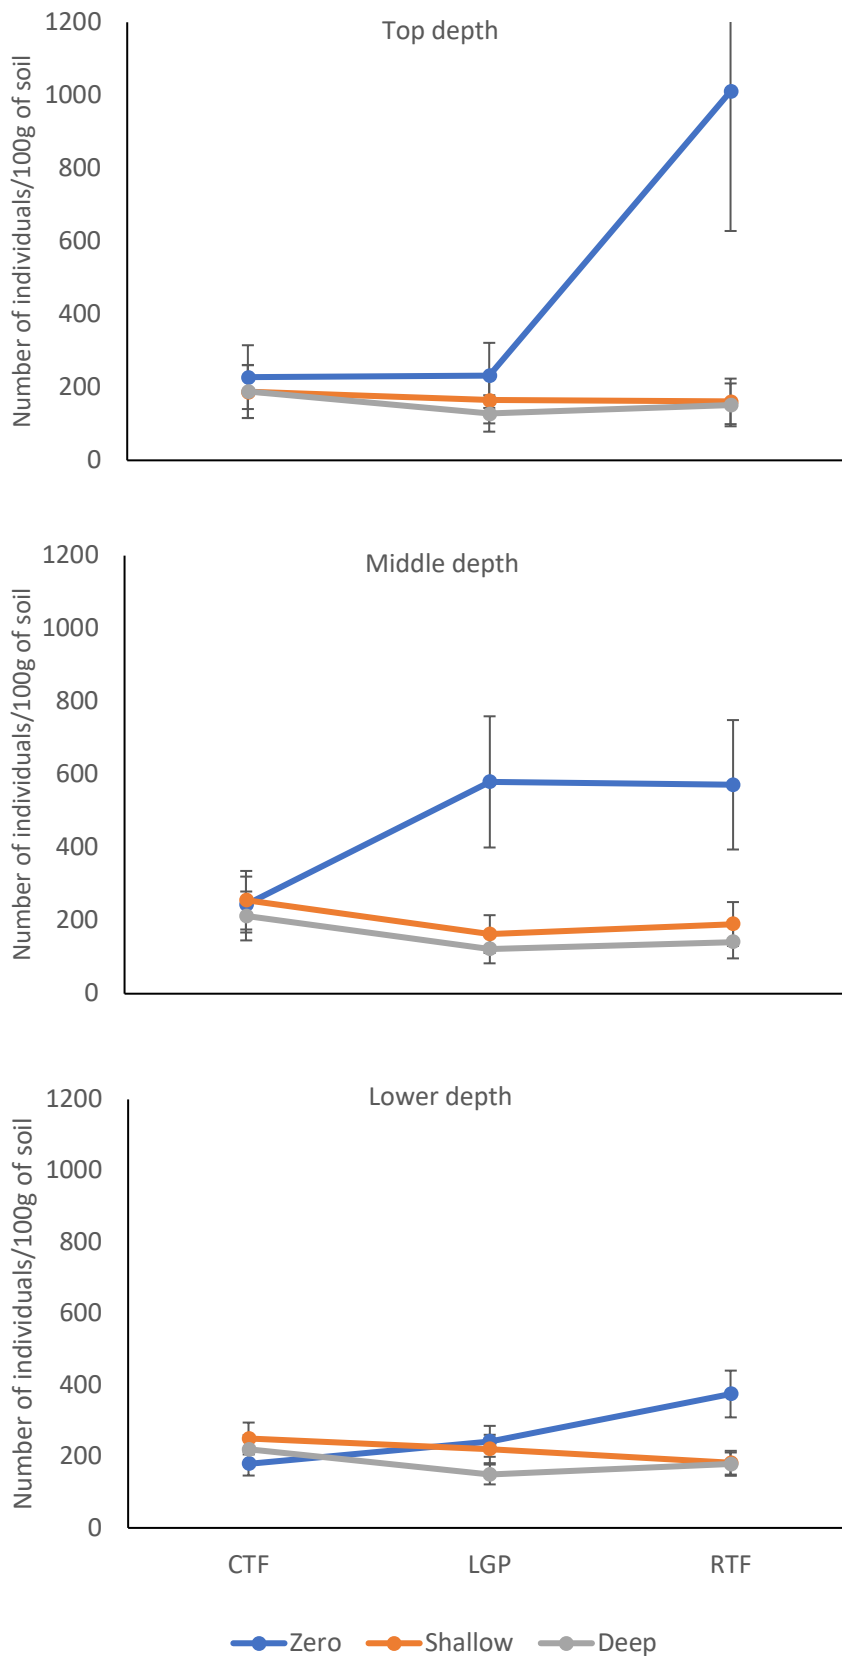 Top depth
Number of individuals/100g of soil
1200
1000
800
600
400
200
0
Middle depth
Number of individuals/100g of soil
1200
1000
800
600
400
200
0
Lower depth
Number of individuals/100g of soil
1200
1000
800
600
400
200
0
CTF LGP RTF
Zero Shallow Deep